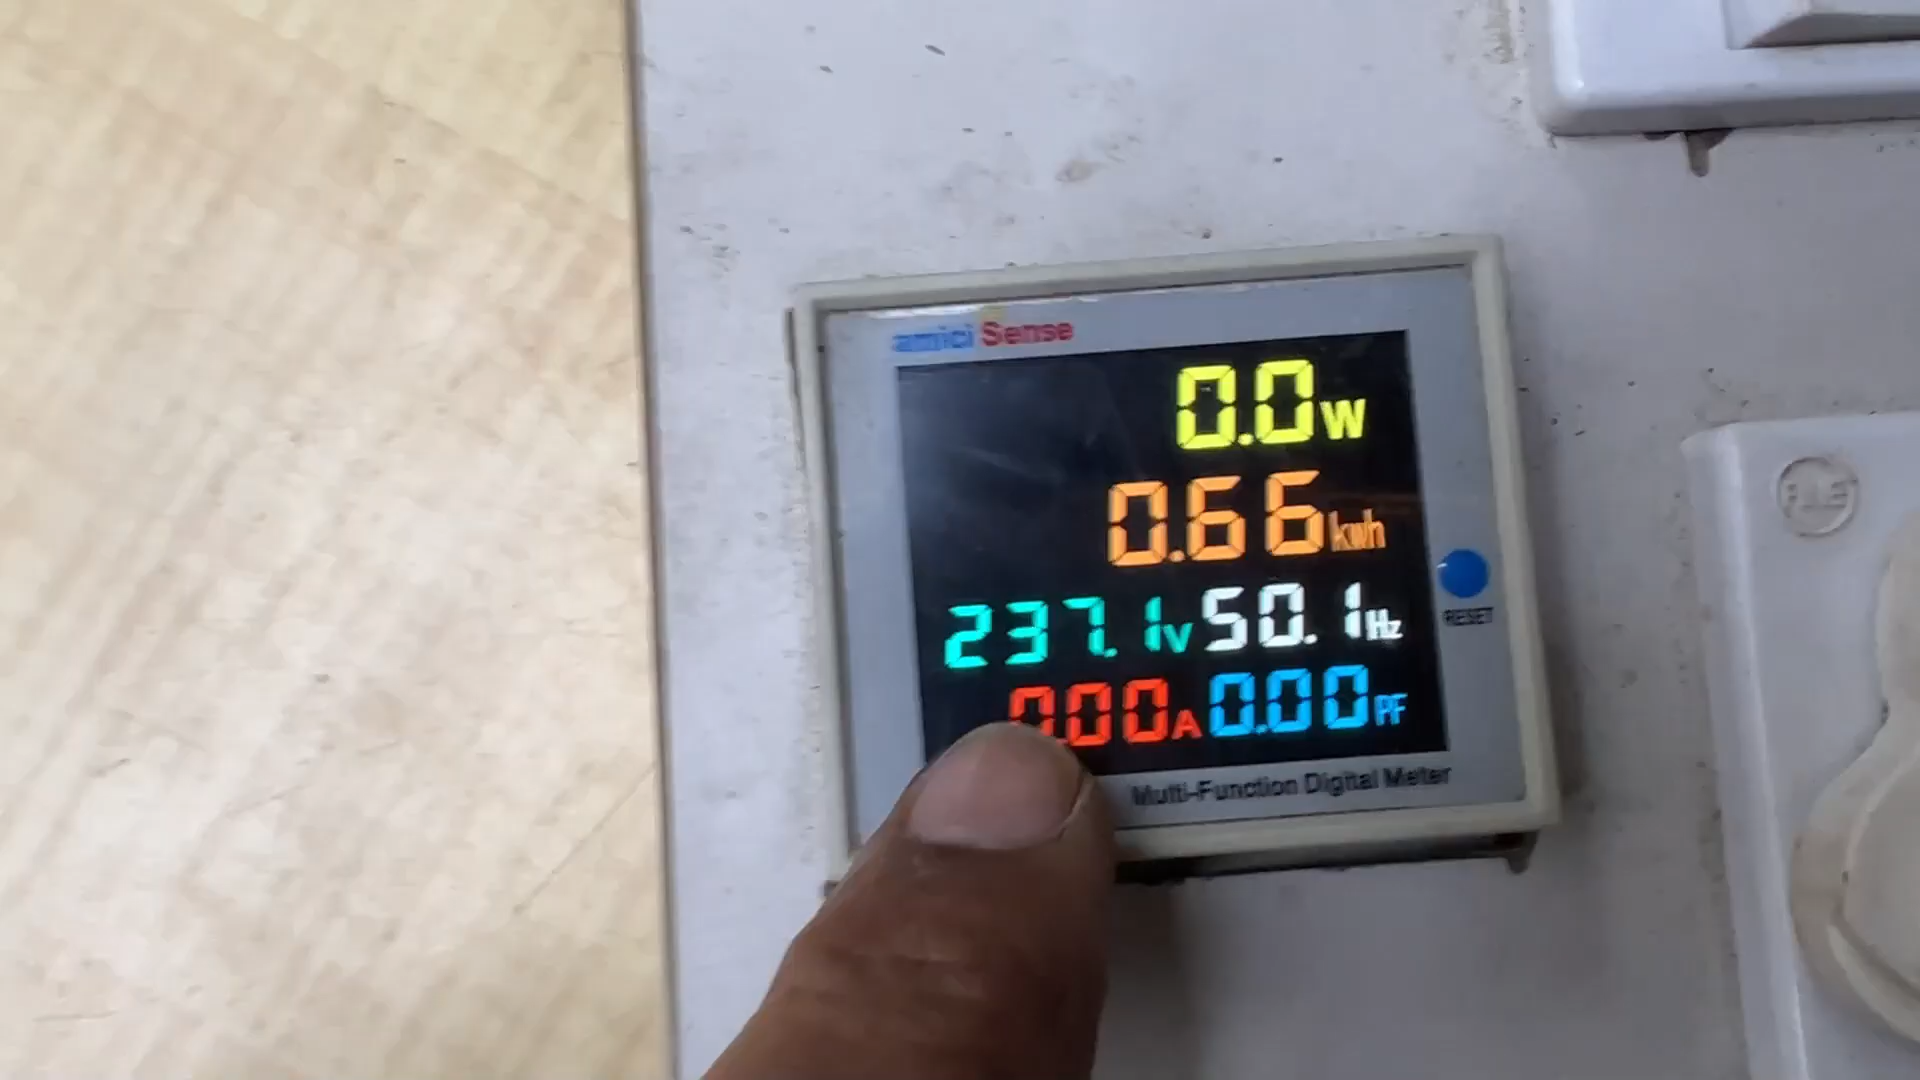 amici Sense
0.0W
0.66kwh
237.1V 50.1Hz
0.00A 0.00PF
RESET
Multi-Function Digital Meter